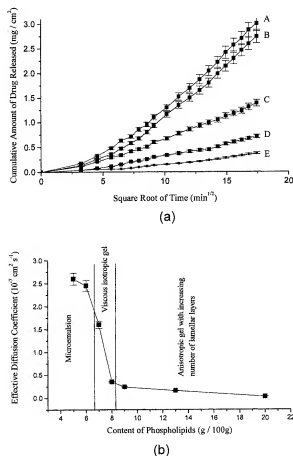 Cumulative Amount of Drug Released (mg / cm²)
3.0
2.5
2.0
1.5
1.0
0.5
0.0
A
B
C
D
E
0
5
10
15
20
Square Root of Time (min¹/²)
(a)
Effective Diffusion Coefficient (10⁻⁷ cm² s⁻¹)
3.0
2.5
2.0
1.5
1.0
0.5
0.0
Microemulsion
Viscous isotropic gel
Anisotropic gel with increasing
number of lamellar layers
4
6
8
10
12
14
16
18
20
22
Content of Phospholipids (g / 100g)
(b)